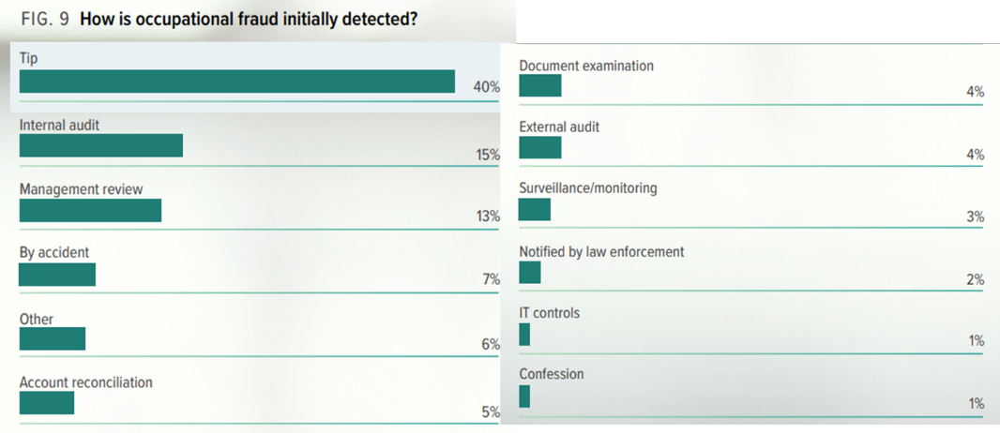 FIG. 9 How is occupational fraud initially detected?
Tip
40%
Internal audit
15%
Management review
13%
By accident
7%
Other
6%
Account reconciliation
5%
Document examination
4%
External audit
4%
Surveillance/monitoring
3%
Notified by law enforcement
2%
IT controls
1%
Confession
1%